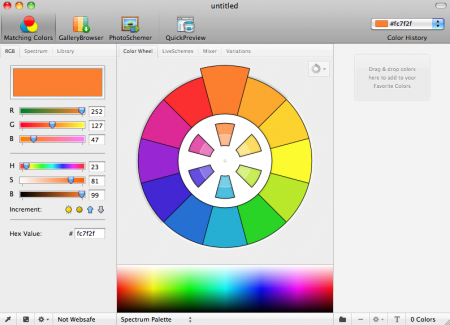 untitled
Matching Colors
GalleryBrowser
PhotoSchemer
QuickPreview
#fc7f2f
Color History
RGB
Spectrum
Library
Color Wheel
LiveSchemes
Mixer
Variations
R 252
G 127
B 47
H 23
S 81
B 99
Increment:
Hex Value: # fc7f2f
Drag & drop colors
here to add to your
Favorite Colors
Not Websafe
Spectrum Palette
T
0 Colors